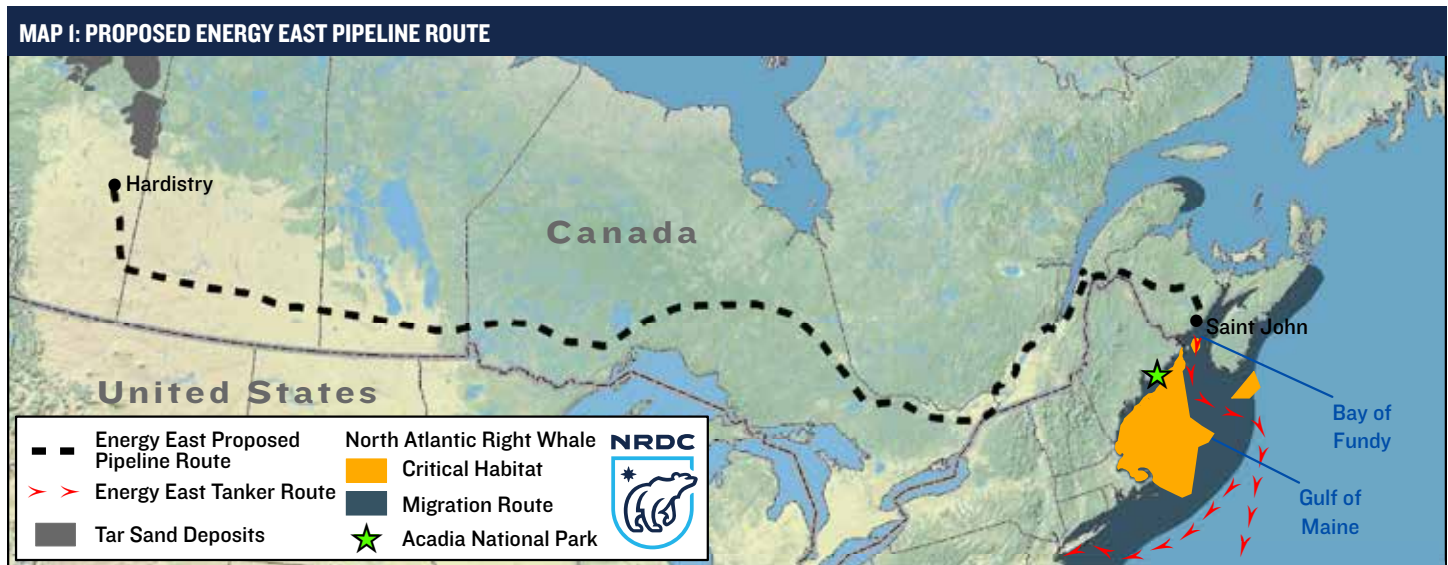 MAP 1: PROPOSED ENERGY EAST PIPELINE ROUTE
Hardistry
Canada
Saint John
United States
Bay of
Fundy
Gulf of
Maine
Energy East Proposed
Pipeline Route
Energy East Tanker Route
Tar Sand Deposits
North Atlantic Right Whale
Critical Habitat
Migration Route
Acadia National Park
NRDC